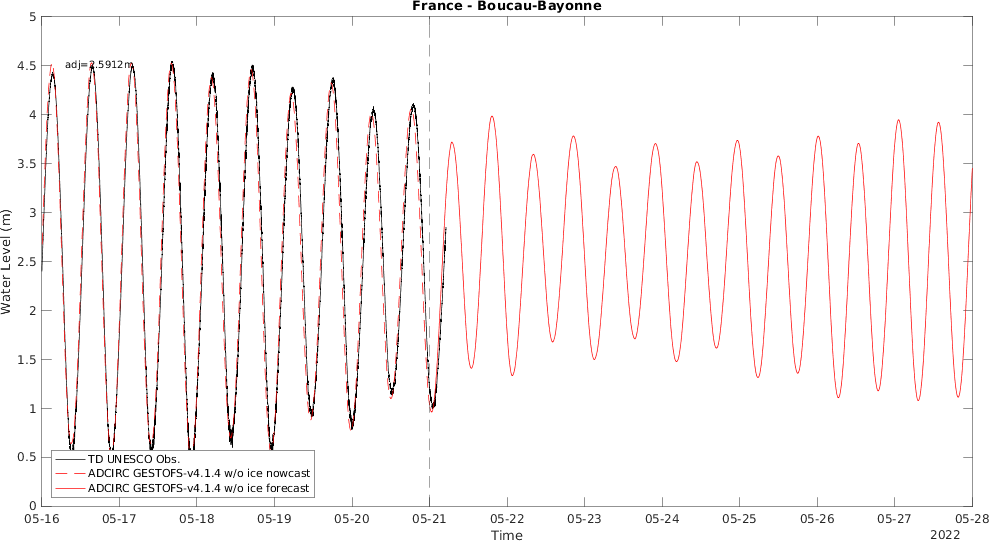 France - Boucau-Bayonne
5
4.5
4
3.5
3
2.5
2
1.5
1
0.5
0
Water Level (m)
adj=2.5912m
TD UNESCO Obs.
ADCIRC GESTOFS-v4.1.4 w/o ice nowcast
ADCIRC GESTOFS-v4.1.4 w/o ice forecast
05-16 05-17 05-18 05-19 05-20 05-21 05-22 05-23 05-24 05-25 05-26 05-27 05-28
Time
2022